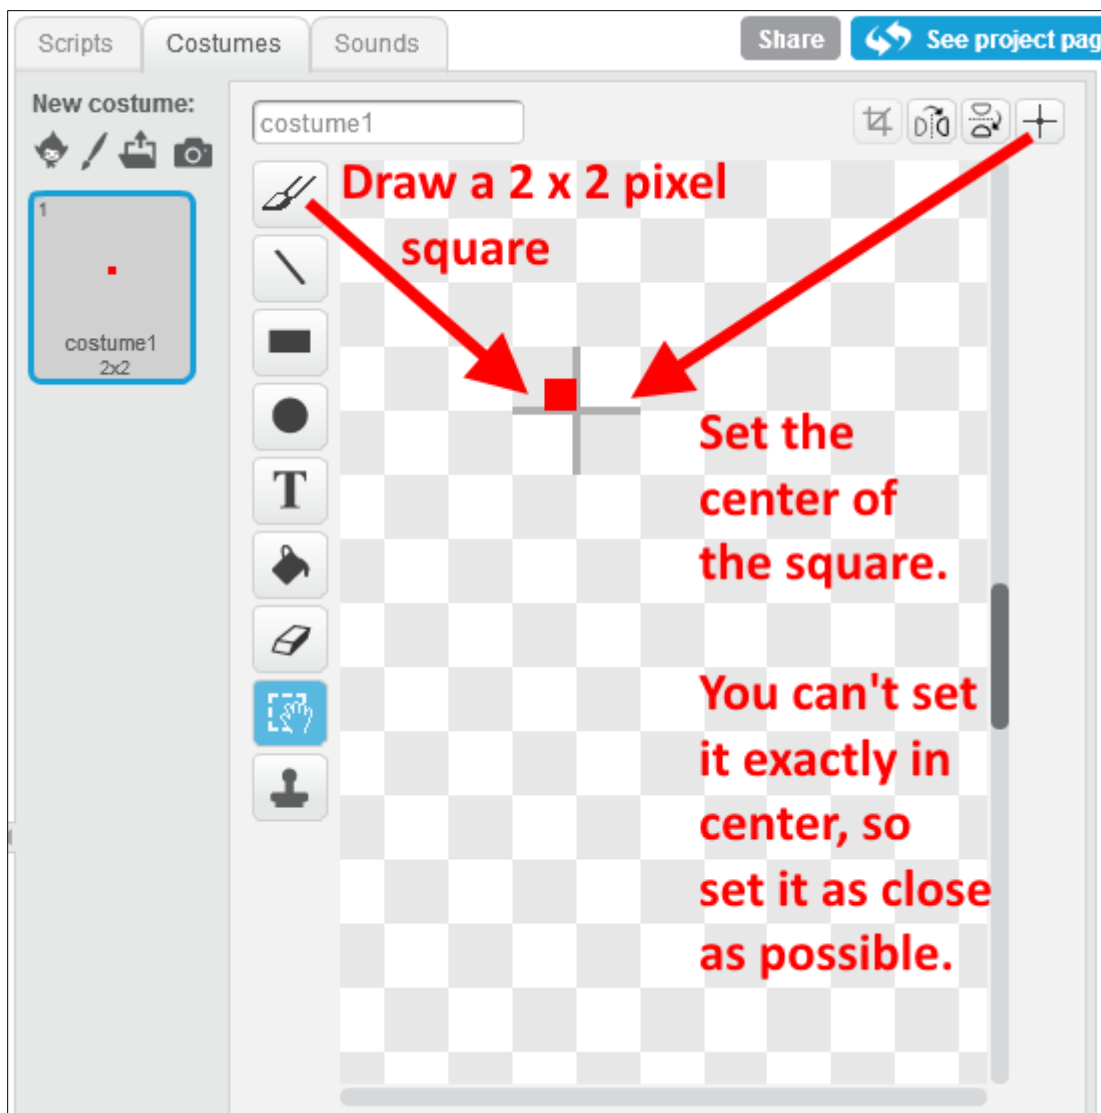 Scripts
Costumes
Sounds
Share
See project pag
New costume:
costume1
1
costume1
2x2
T
Draw a 2 x 2 pixel
square
Set the
center of
the square.
You can't set
it exactly in
center, so
set it as close
as possible.